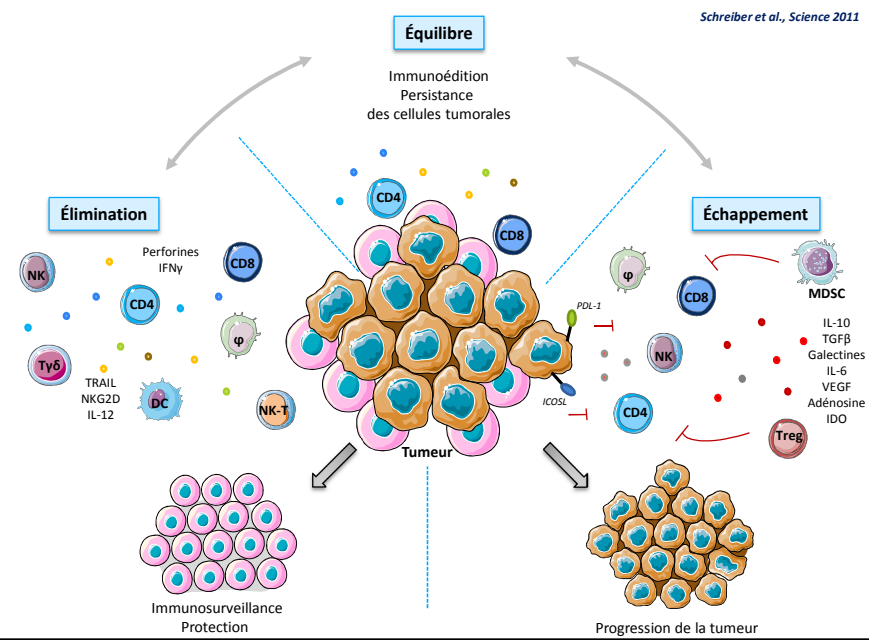 Schreiber et al., Science 2011
Équilibre
Immunoédition
Persistance
des cellules tumorales
Élimination
Échappement
NK
Perforines
IFNγ
CD8
CD4
Tγδ
φ
TRAIL
NKG2D
IL-12
DC
NK-T
CD4
CD8
Tumeur
PDL-1
ICOSL
φ
CD8
MDSC
NK
CD4
Treg
IL-10
TGFβ
Galectines
IL-6
VEGF
Adénosine
IDO
Immunosurveillance
Protection
Progression de la tumeur